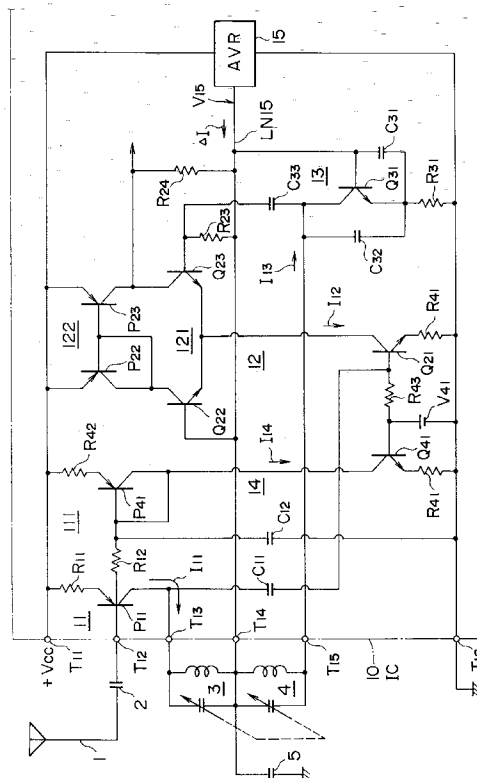 15
AVR
V15
ΔI
LN15
R24
C33
13
C31
Q31
R31
R23
C32
I13
P23
122
P22
Q23
121
12
Q22
I12
R41
Q21
R43
V41
R42
I14
Q41
111
P41
14
R41
R12
C12
R11
I11
C11
11
P11
+Vcc
T11
T12
T13
T14
T15
10
IC
2
3
4
5
1